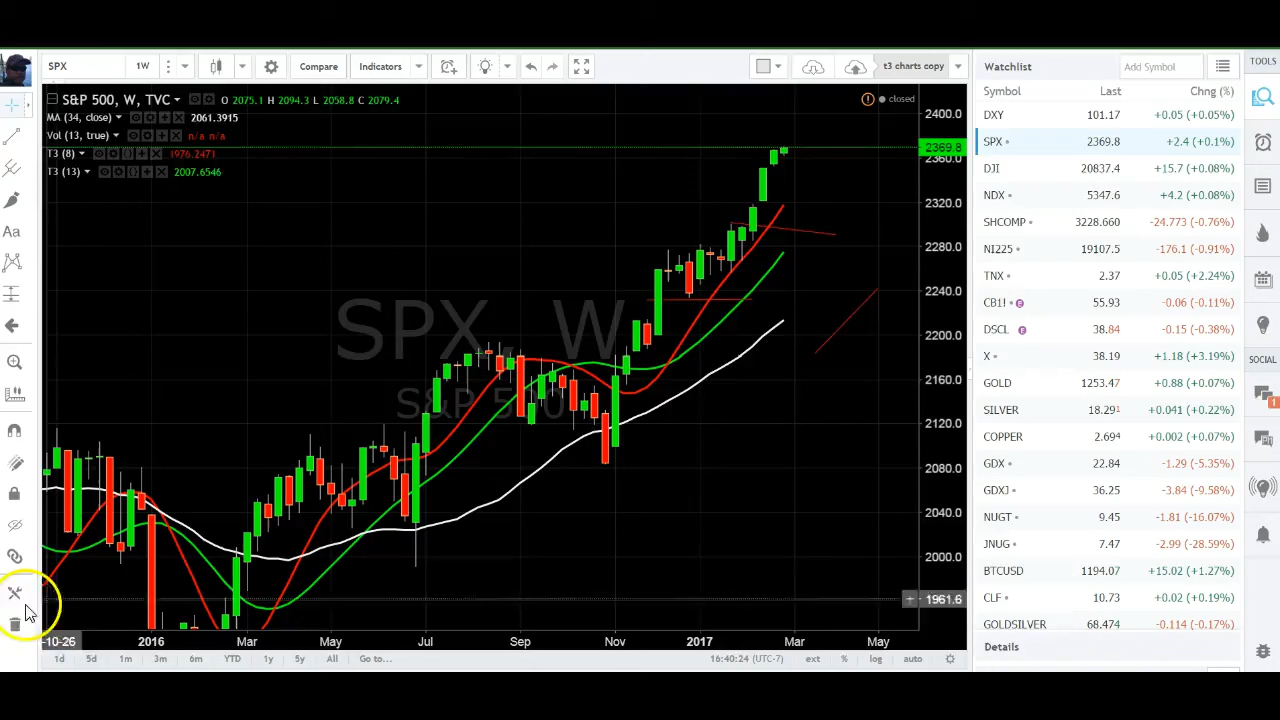 SPX 1W Compare Indicators t3 charts copy
S&P 500, W, TVC O 2075.1 H 2094.3 L 2058.8 C 2079.4 closed
MA (34, close) 2061.3915
Vol (13, true) n/a n/a
T3 (8) 1976.2471
T3 (13) 2007.6546
SPX, W
S&P 500
2400.0
2369.8
2360.0
2320.0
2280.0
2240.0
2200.0
2160.0
2120.0
2080.0
2040.0
2000.0
1961.6
-10-26 2016 Mar May Jul Sep Nov 2017 Mar May
1d 5d 1m 3m 6m YTD 1y 5y All Go to... 16:40:24 (UTC-7) ext % log auto
Aa
Watchlist Add Symbol
Symbol Last Chng (%)
DXY 101.17 +0.05 (+0.05%)
SPX 2369.8 +2.4 (+0.1%)
DJI 20837.4 +15.7 (+0.08%)
NDX 5347.6 +4.2 (+0.08%)
SHCOMP 3228.660 -24.773 (-0.76%)
NI225 19107.5 -176.1 (-0.91%)
TNX 2.37 +0.05 (+2.24%)
CB1! 55.93 -0.06 (-0.11%)
DSCL 38.84 -0.15 (-0.38%)
X 38.19 +1.18 (+3.19%)
GOLD 1253.47 +0.88 (+0.07%)
SILVER 18.291 +0.041 (+0.22%)
COPPER 2.694 +0.002 (+0.07%)
GDX 22.84 -1.29 (-5.35%)
GDXJ 36.25 -3.84 (-9.58%)
NUGT 9.45 -1.81 (-16.07%)
JNUG 7.47 -2.99 (-28.59%)
BTCUSD 1194.07 +15.02 (+1.27%)
CLF 10.73 +0.02 (+0.19%)
GOLDSILVER 68.474 -0.114 (-0.17%)
Details
TOOLS
SOCIAL
1